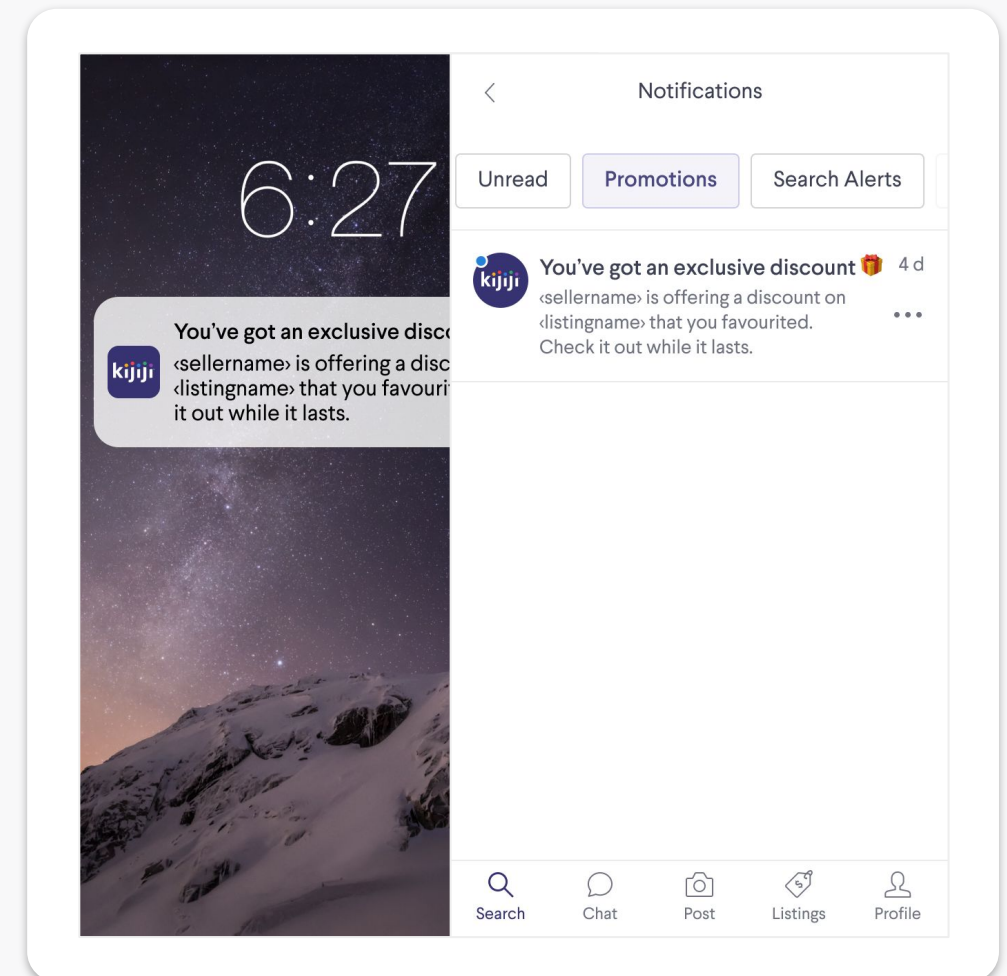 6:27
You've got an exclusive disc
kijiji
‹sellername› is offering a disc
‹listingname› that you favouri
it out while it lasts.
Notifications
Unread
Promotions
Search Alerts
kijiji
You've got an exclusive discount 🎁 4 d
‹sellername› is offering a discount on
‹listingname› that you favourited.
Check it out while it lasts.
Search
Chat
Post
Listings
Profile